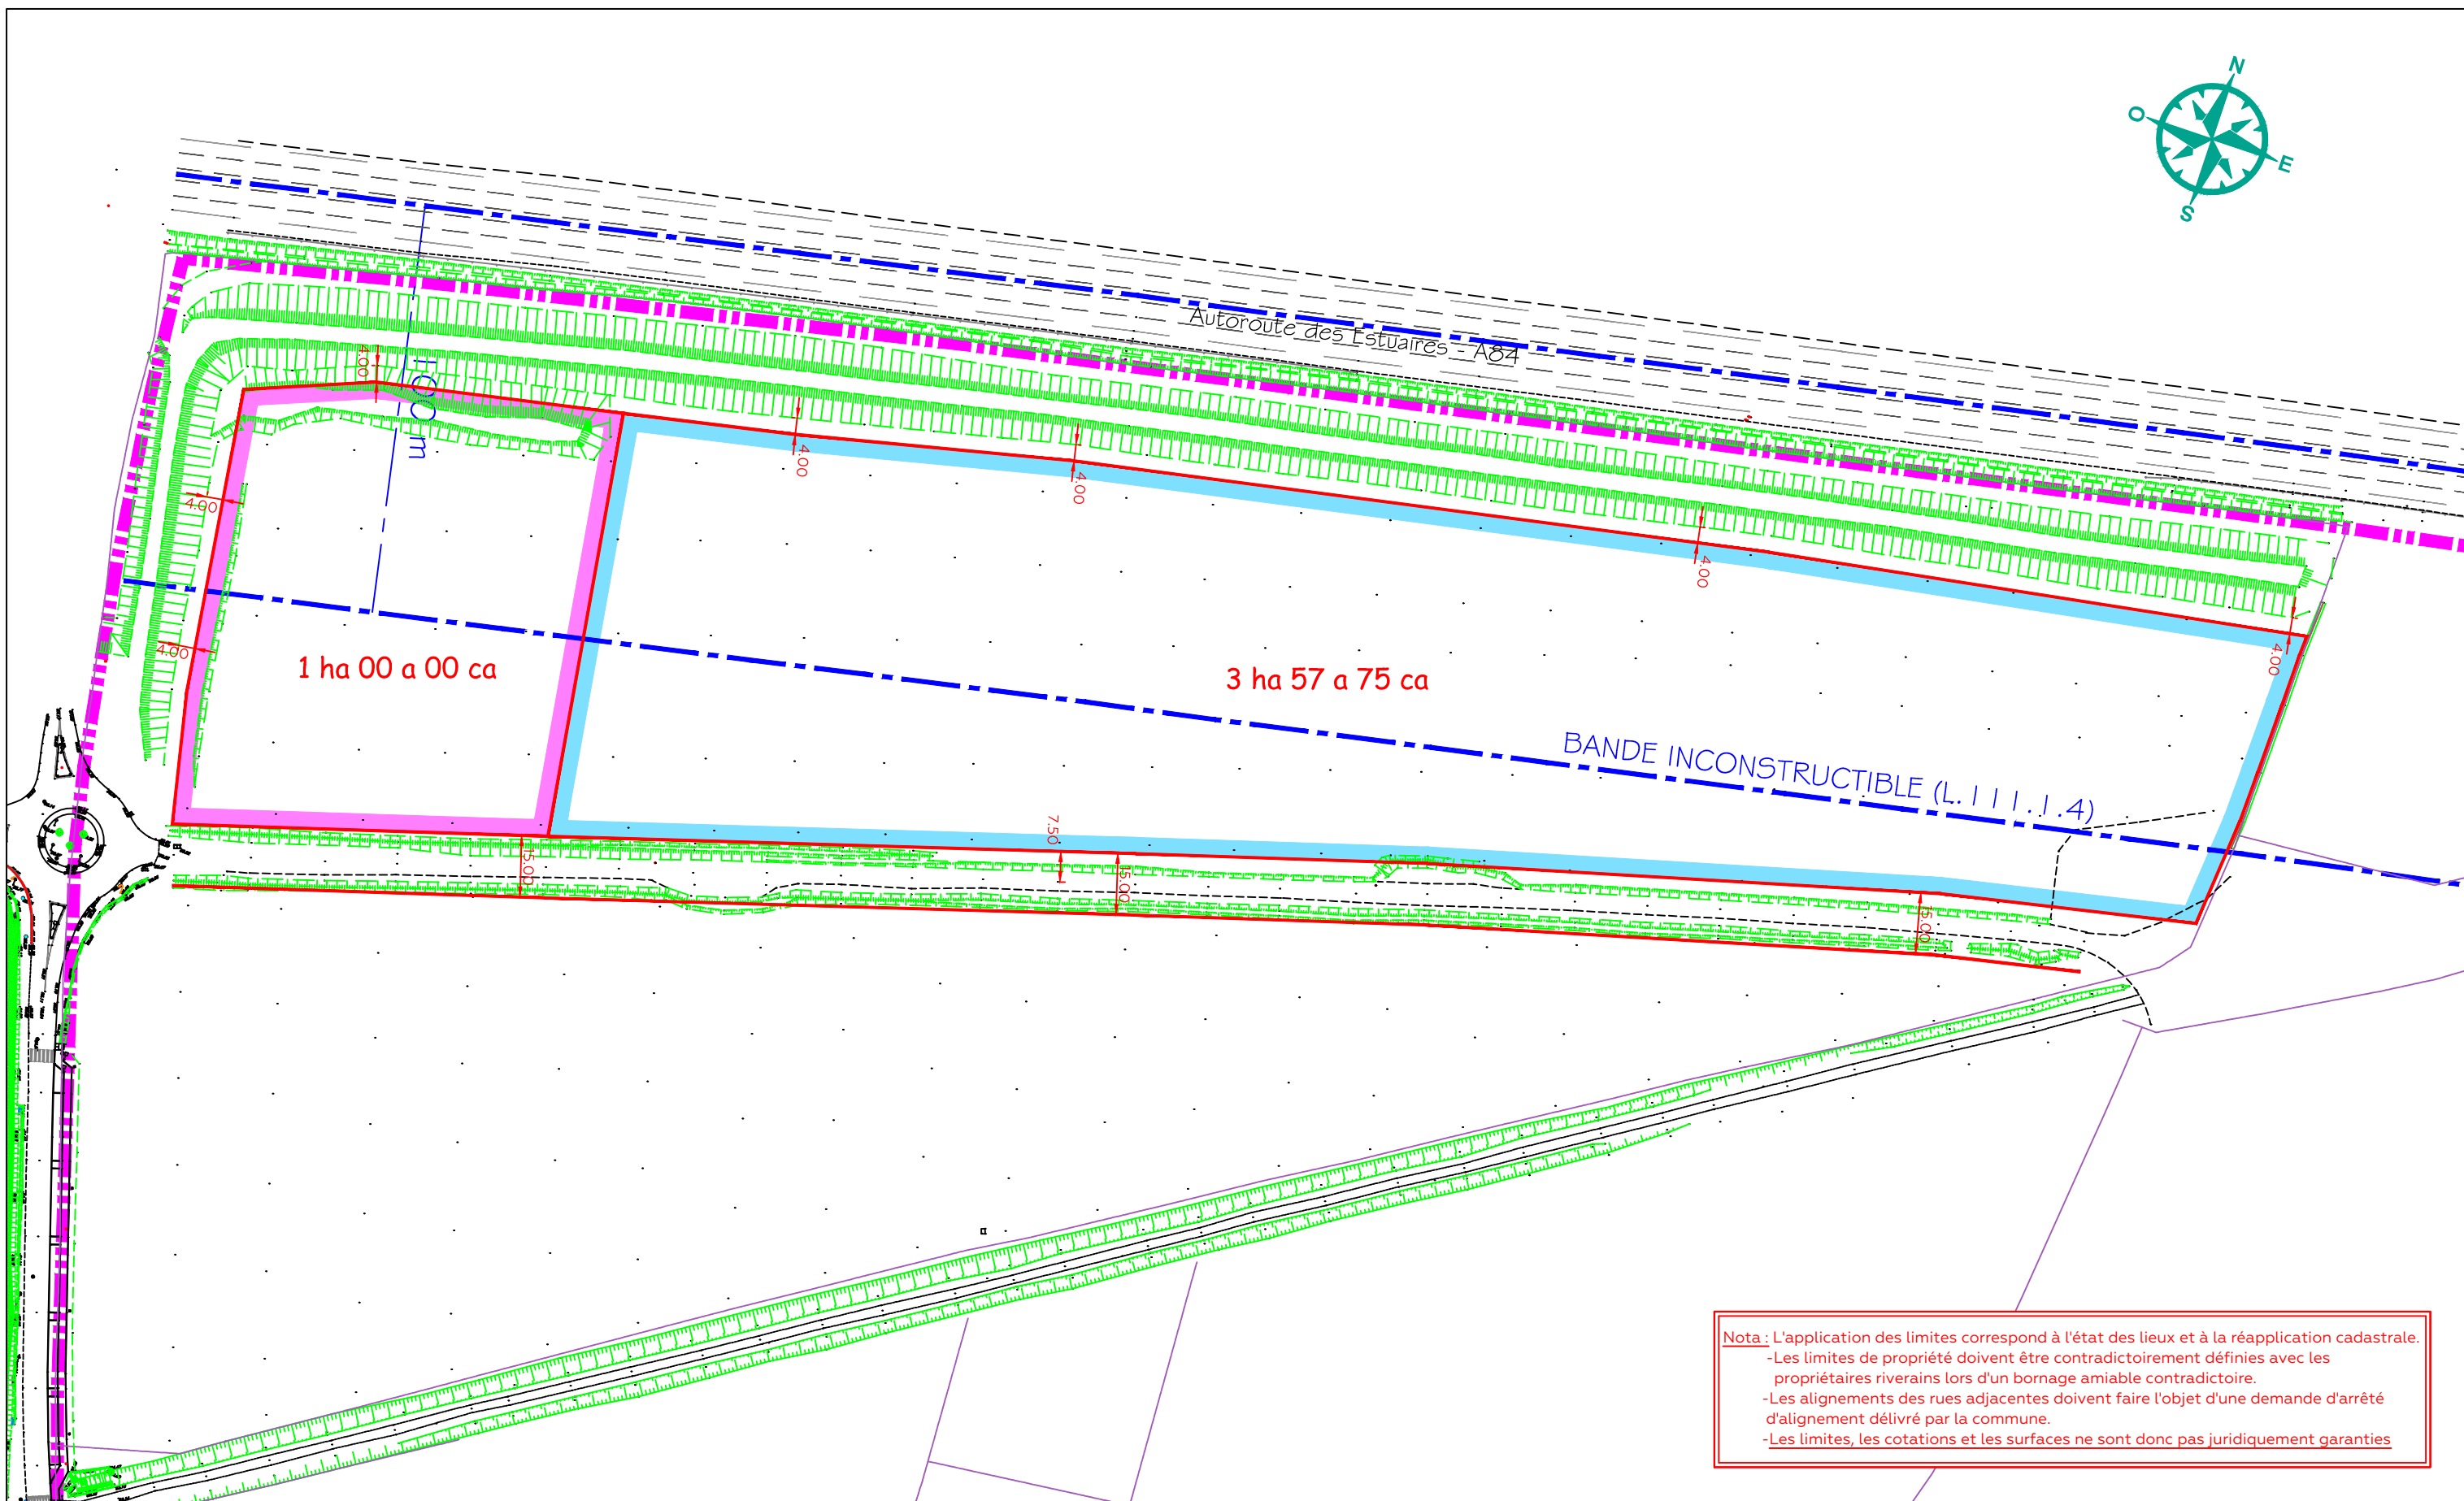 N
O
E
S
Autoroute des Estuaires - A84
4.00
100 m
4.00
4.00
4.00
4.00
4.00
4.00
1 ha 00 a 00 ca
3 ha 57 a 75 ca
BANDE INCONSTRUCTIBLE (L.111.1.4)
7.50
15.00
15.00
15.00
Nota : L'application des limites correspond à l'état des lieux et à la réapplication cadastrale.
-Les limites de propriété doivent être contradictoirement définies avec les
propriétaires riverains lors d'un bornage amiable contradictoire.
-Les alignements des rues adjacentes doivent faire l'objet d'une demande d'arrêté
d'alignement délivré par la commune.
-Les limites, les cotations et les surfaces ne sont donc pas juridiquement garanties